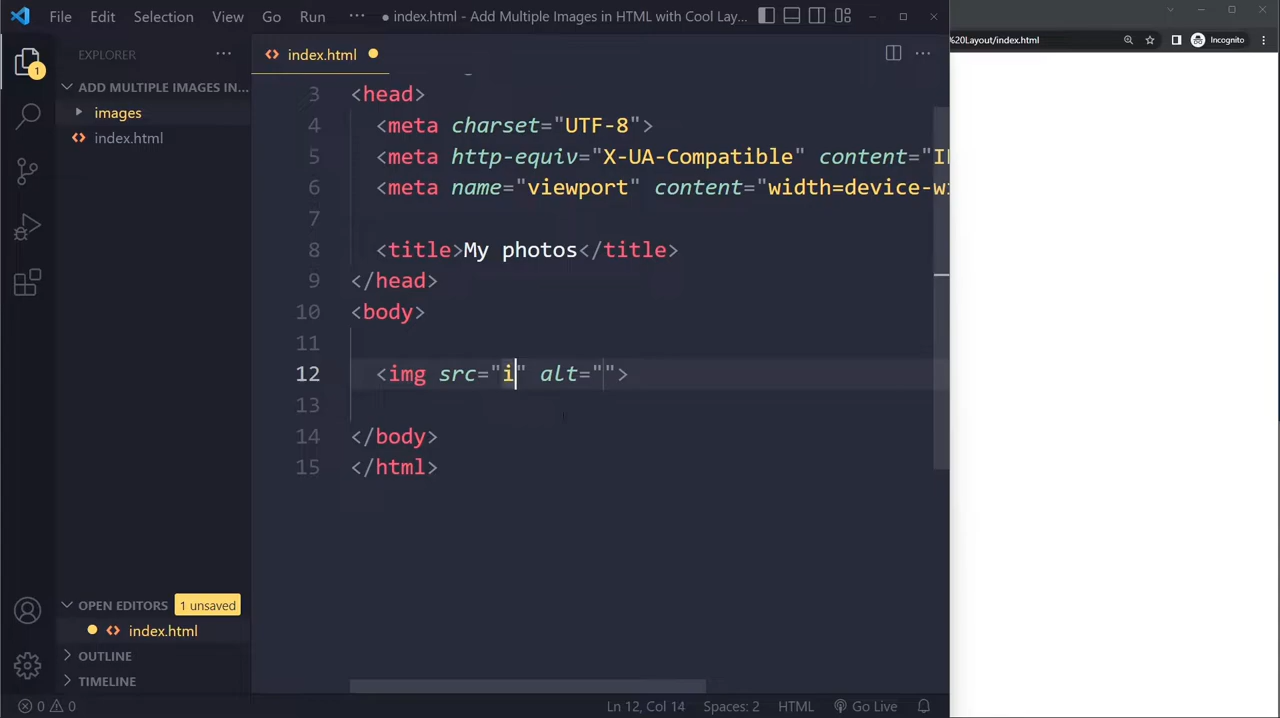 File Edit Selection View Go Run ··· ● index.html - Add Multiple Images in HTML with Cool Lay...
%20Layout/index.html Incognito
EXPLORER ···
index.html ●
ADD MULTIPLE IMAGES IN...
images
index.html
1
3 <head>
4 <meta charset="UTF-8">
5 <meta http-equiv="X-UA-Compatible" content="I
6 <meta name="viewport" content="width=device-wi
7
8 <title>My photos</title>
9 </head>
10 <body>
11
12 <img src="i" alt="">
13
14 </body>
15 </html>
OPEN EDITORS 1 unsaved
● index.html
OUTLINE
TIMELINE
0 0 Ln 12, Col 14 Spaces: 2 HTML Go Live